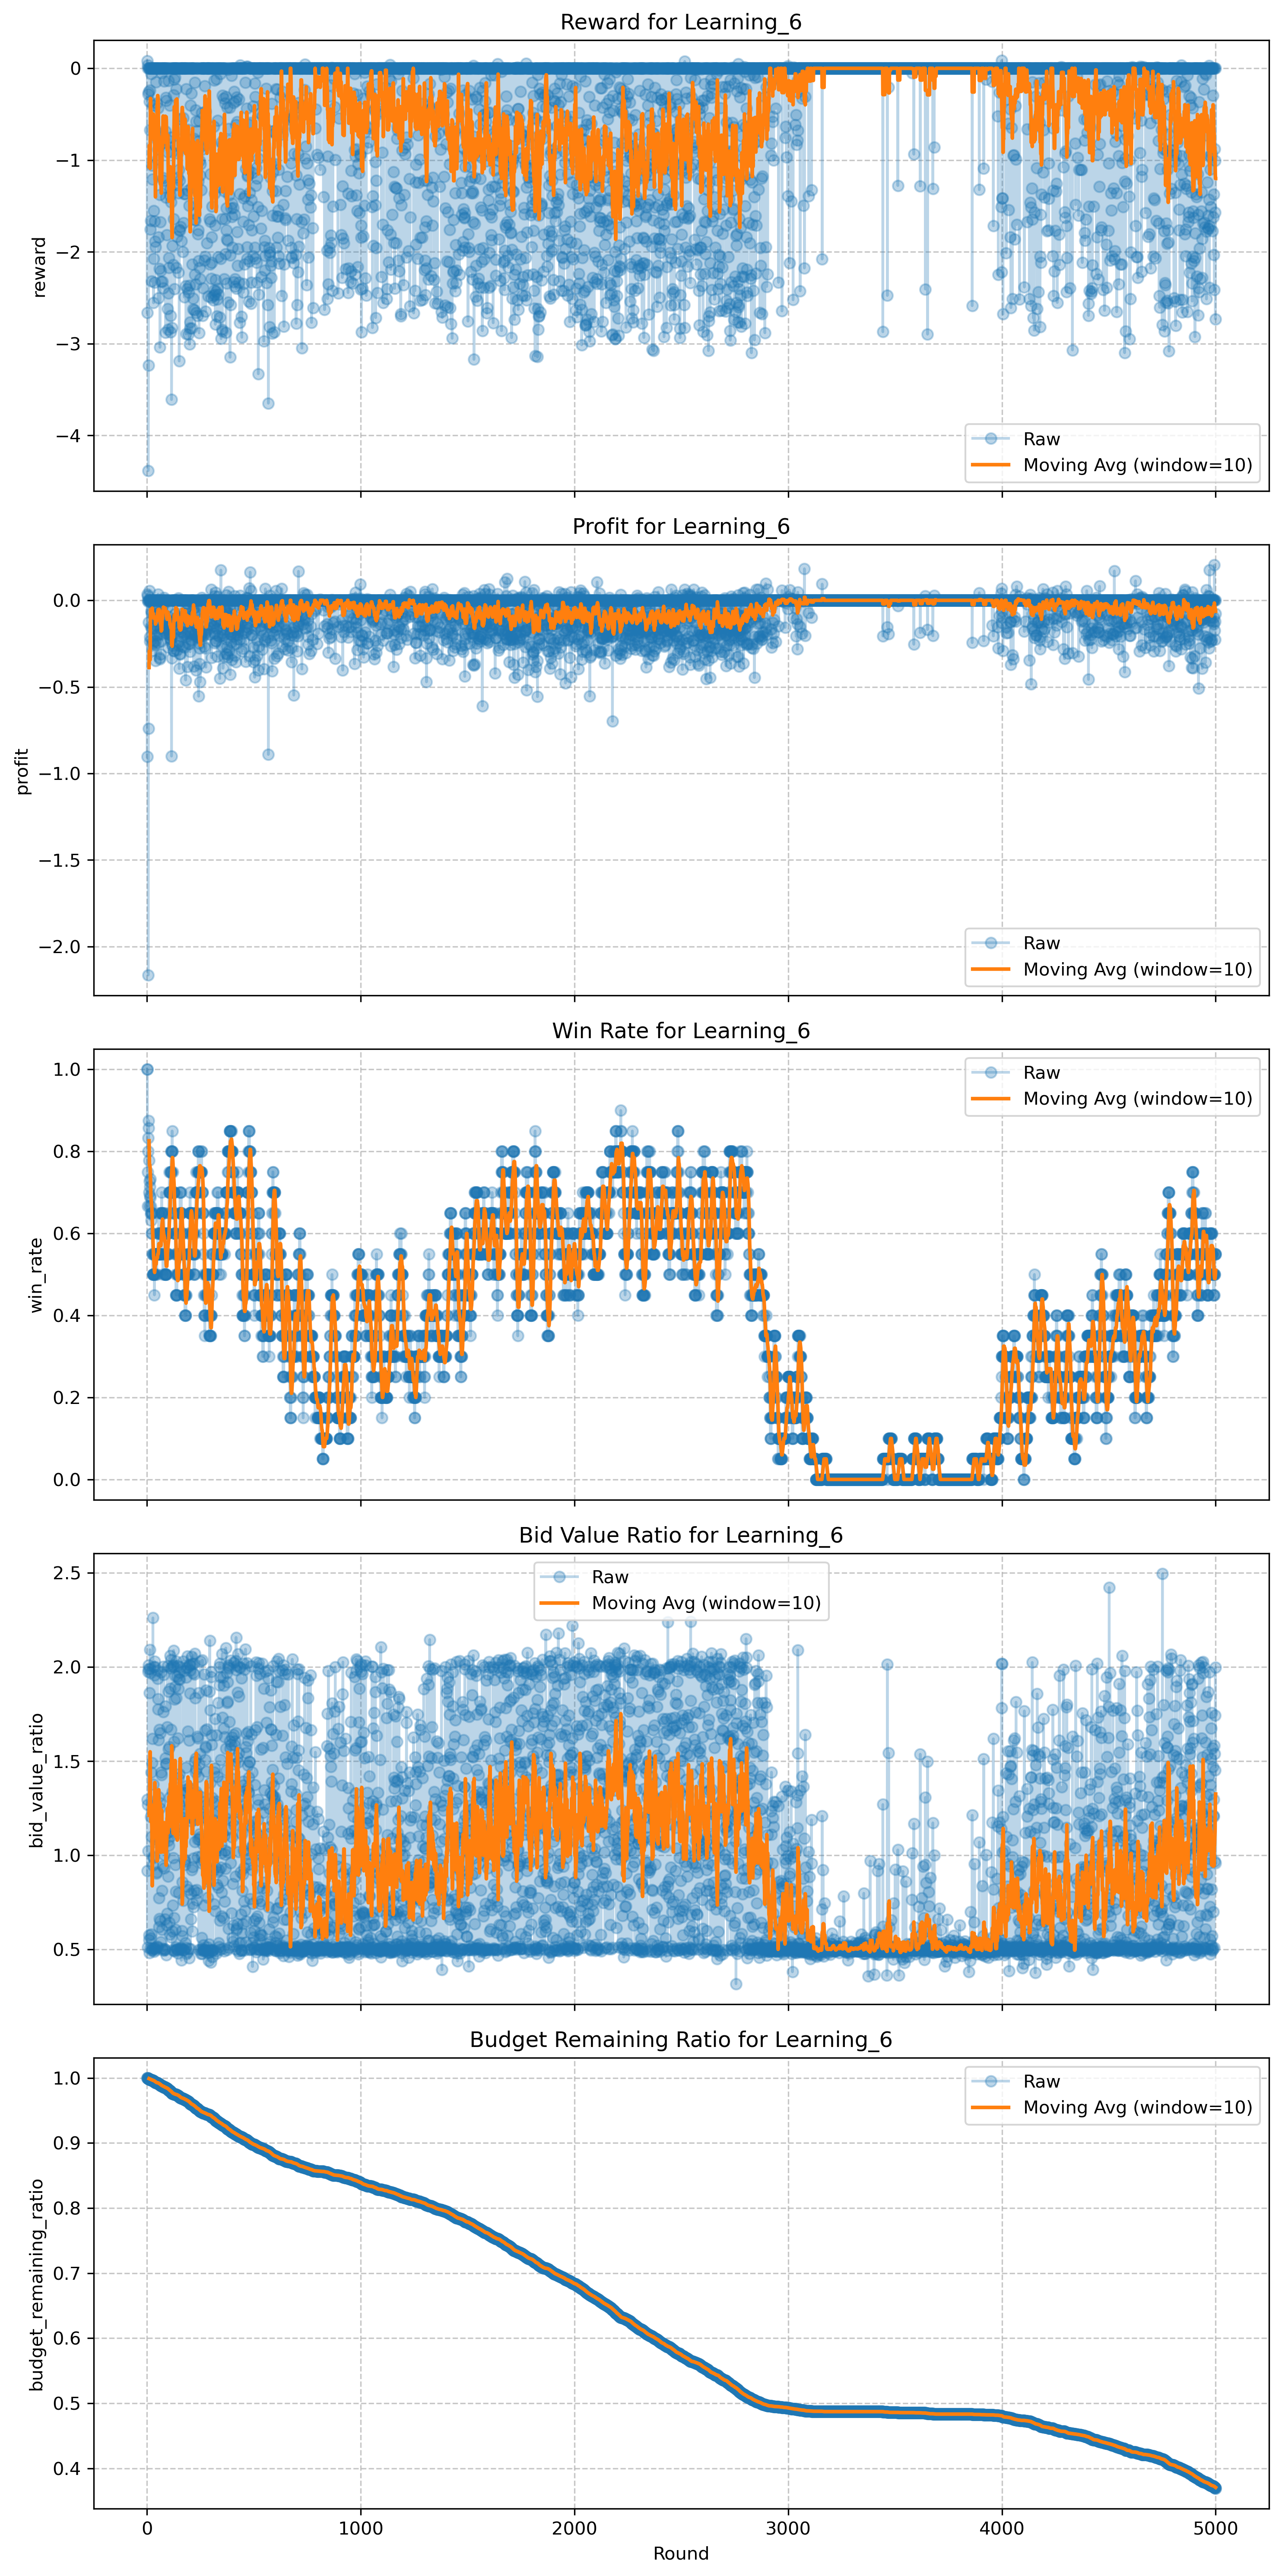 Reward for Learning_6
0
−1
−2
−3
−4
reward
Raw
Moving Avg (window=10)
Profit for Learning_6
0.0
−0.5
−1.0
−1.5
−2.0
profit
Raw
Moving Avg (window=10)
Win Rate for Learning_6
1.0
0.8
0.6
0.4
0.2
0.0
win_rate
Raw
Moving Avg (window=10)
Bid Value Ratio for Learning_6
2.5
2.0
1.5
1.0
0.5
bid_value_ratio
Raw
Moving Avg (window=10)
Budget Remaining Ratio for Learning_6
1.0
0.9
0.8
0.7
0.6
0.5
0.4
budget_remaining_ratio
Raw
Moving Avg (window=10)
0 1000 2000 3000 4000 5000
Round